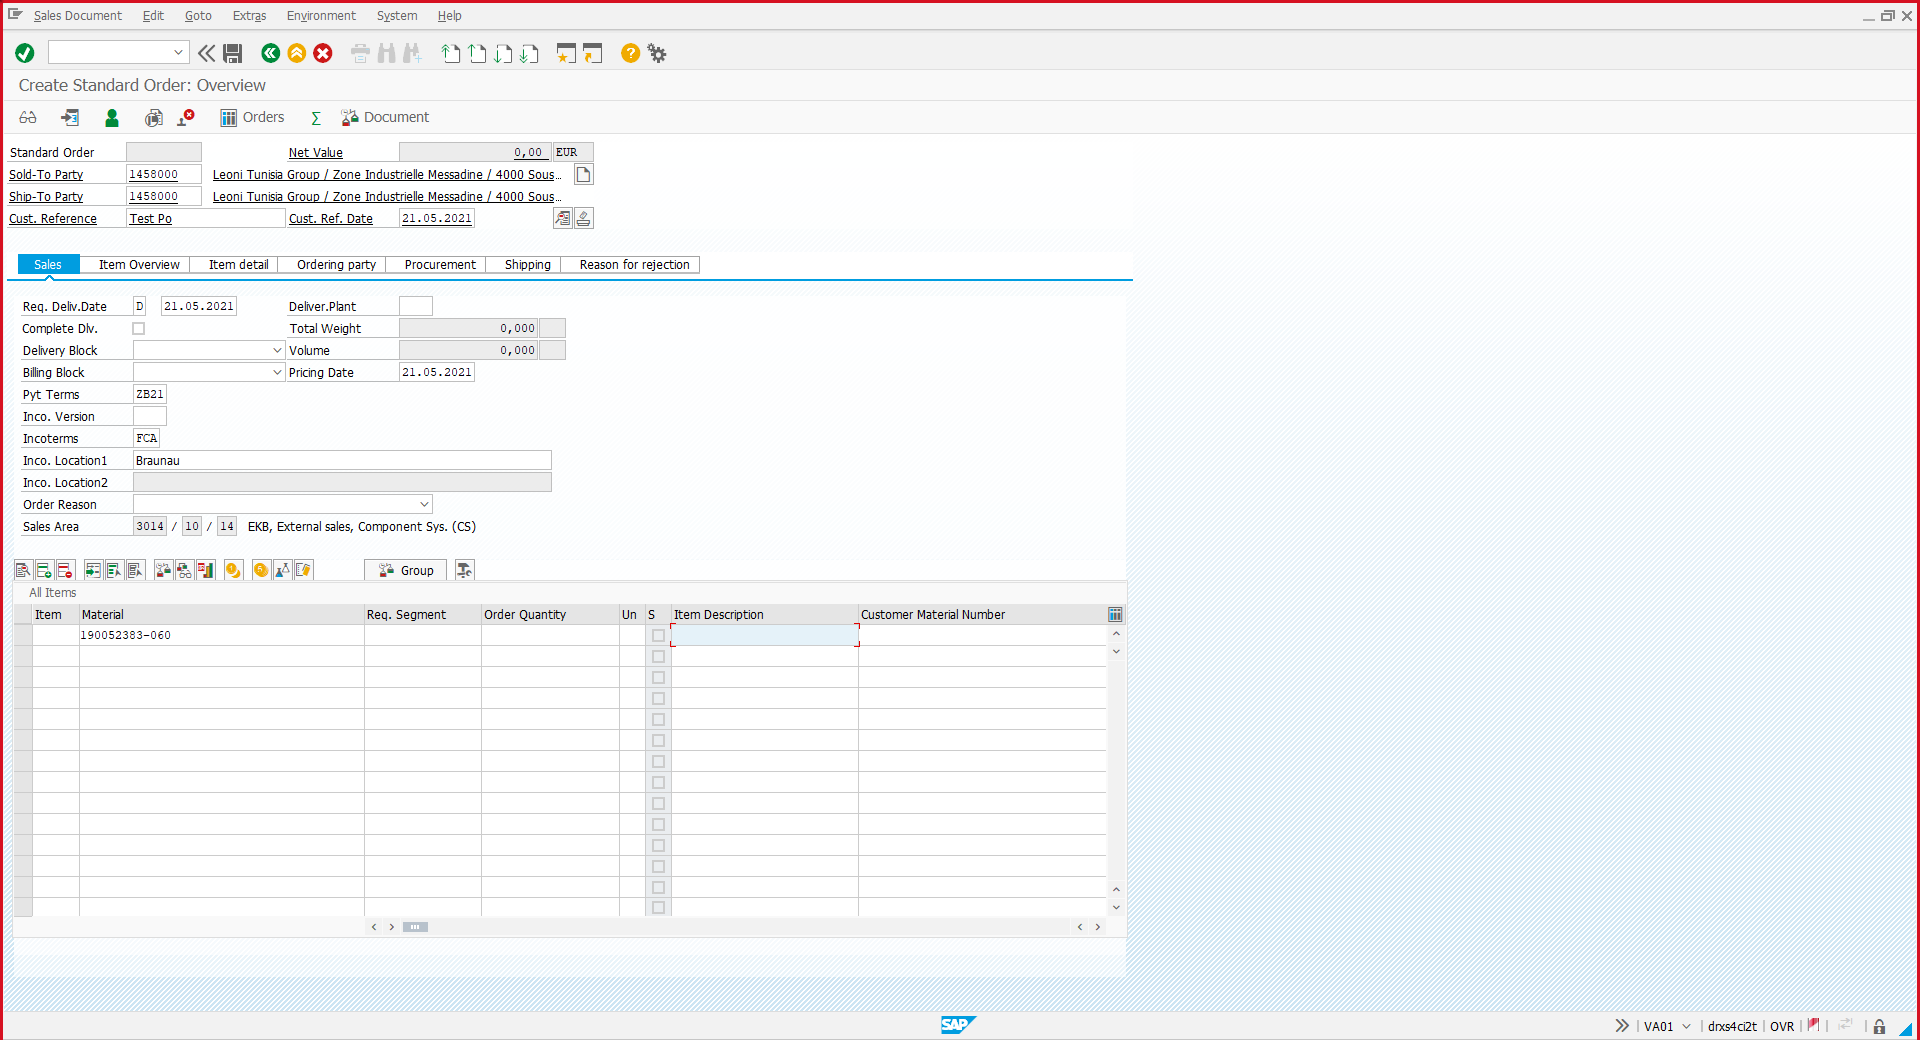 Sales Document Edit Goto Extras Environment System Help
Create Standard Order: Overview
Orders Document
Standard Order Net Value 0,00 EUR
Sold-To Party 1458000 Leoni Tunisia Group / Zone Industrielle Messadine / 4000 Sous...
Ship-To Party 1458000 Leoni Tunisia Group / Zone Industrielle Messadine / 4000 Sous...
Cust. Reference Test Po Cust. Ref. Date 21.05.2021
Sales Item Overview Item detail Ordering party Procurement Shipping Reason for rejection
Req. Deliv.Date D 21.05.2021 Deliver.Plant
Complete Dlv. Total Weight 0,000
Delivery Block Volume 0,000
Billing Block Pricing Date 21.05.2021
Pyt Terms ZB21
Inco. Version
Incoterms FCA
Inco. Location1 Braunau
Inco. Location2
Order Reason
Sales Area 3014 / 10 / 14 EKB, External sales, Component Sys. (CS)
Group
All Items
Item Material Req. Segment Order Quantity Un S Item Description Customer Material Number
190052383-060
SAP VA01 drxs4ci2t OVR